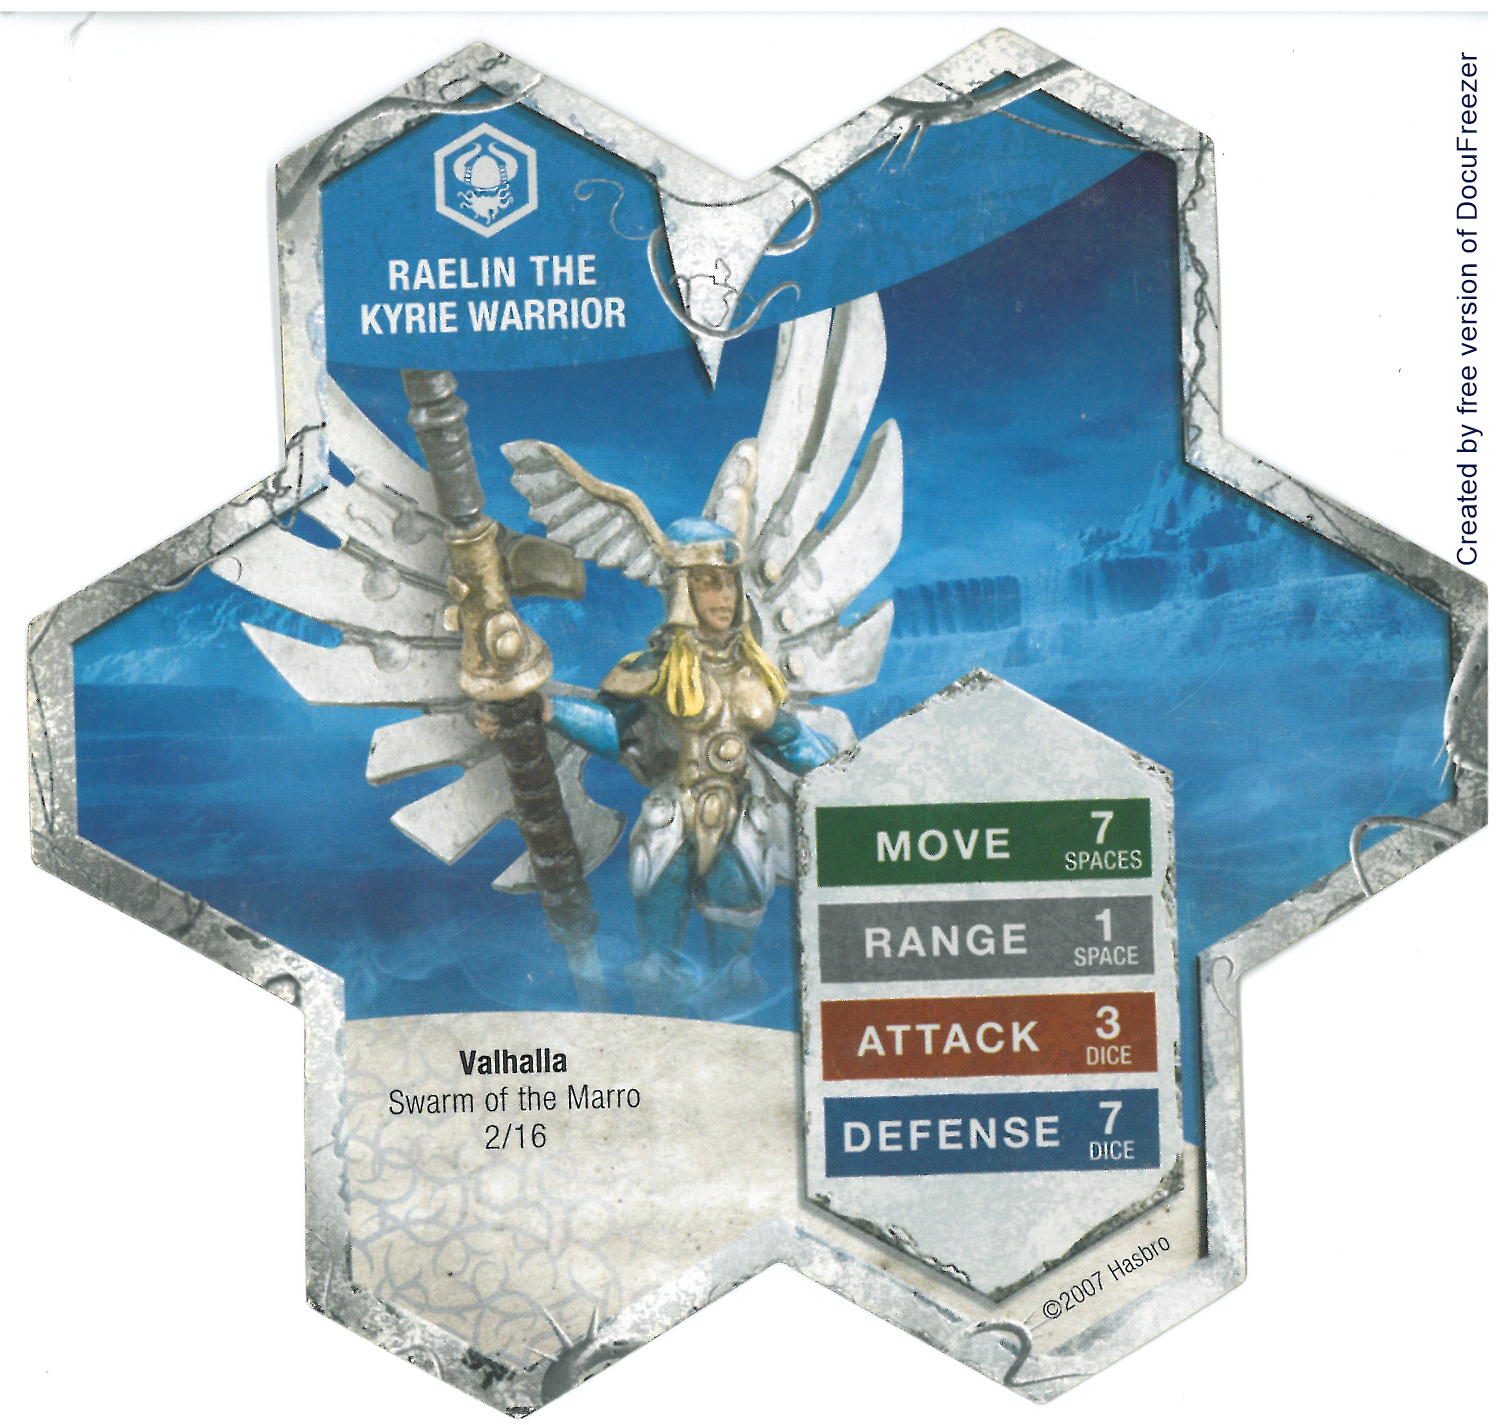 RAELIN THE
KYRIE WARRIOR
MOVE 7 SPACES
RANGE 1 SPACE
ATTACK 3 DICE
DEFENSE 7 DICE
Valhalla
Swarm of the Marro
2/16
©2007 Hasbro
Created by free version of DocuFreezer